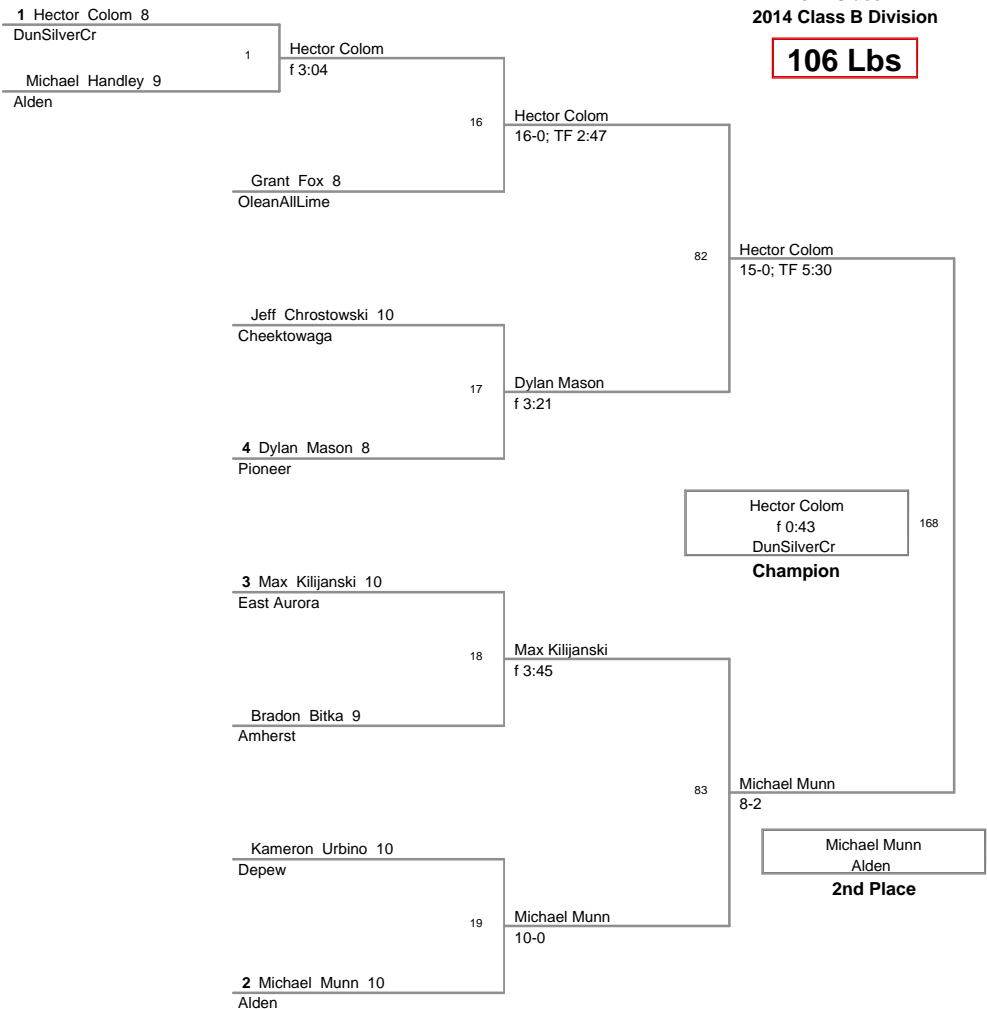 2014 Class B Division
106 Lbs
1 Hector Colom 8
DunSilverCr
1
Michael Handley 9
Alden
Hector Colom
f 3:04
16
Grant Fox 8
OleanAllLime
Hector Colom
16-0; TF 2:47
82
Jeff Chrostowski 10
Cheektowaga
17
4 Dylan Mason 8
Pioneer
Dylan Mason
f 3:21
Hector Colom
15-0; TF 5:30
Hector Colom
f 0:43
DunSilverCr
Champion
168
3 Max Kilijanski 10
East Aurora
18
Bradon Bitka 9
Amherst
Max Kilijanski
f 3:45
83
Kameron Urbino 10
Depew
19
2 Michael Munn 10
Alden
Michael Munn
10-0
Michael Munn
8-2
Michael Munn
Alden
2nd Place